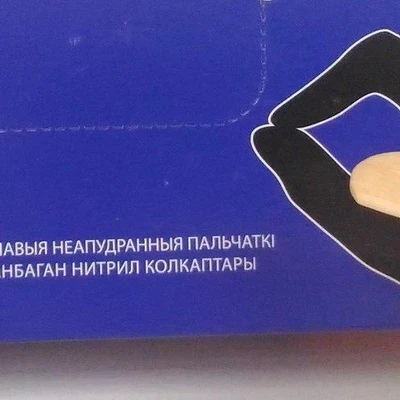 НЕАПУДРАННЫЯ ПАЛЬЧАТКІ
НИТРИЛ КОЛКАПТАРЫ